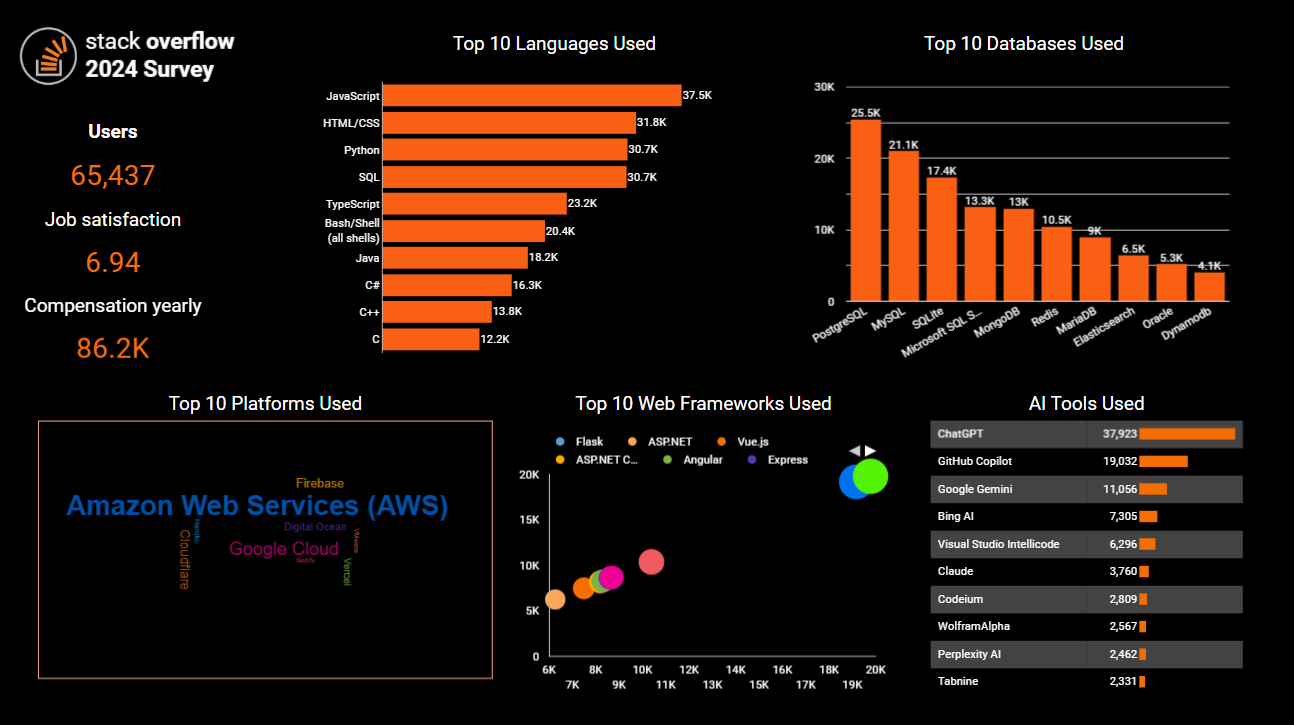 stack overflow
2024 Survey
Users
65,437
Job satisfaction
6.94
Compensation yearly
86.2K
Top 10 Languages Used
JavaScript 37.5K
HTML/CSS 31.8K
Python 30.7K
SQL 30.7K
TypeScript 23.2K
Bash/Shell
(all shells) 20.4K
Java 18.2K
C# 16.3K
C++ 13.8K
C 12.2K
Top 10 Databases Used
30K
20K
10K
0
25.5K
21.1K
17.4K
13.3K
13K
10.5K
9K
6.5K
5.3K
4.1K
PostgreSQL
MySQL
SQLite
Microsoft SQL S...
MongoDB
Redis
MariaDB
Elasticsearch
Oracle
Dynamodb
Top 10 Platforms Used
Firebase
Amazon Web Services (AWS)
Heroku
Digital Ocean
VMware
Cloudflare
Google Cloud
Netlify
Vercel
Top 10 Web Frameworks Used
Flask ASP.NET Vue.js
ASP.NET C... Angular Express
20K
15K
10K
5K
0
6K 8K 10K 12K 14K 16K 18K 20K
7K 9K 11K 13K 15K 17K 19K
AI Tools Used
ChatGPT 37,923
GitHub Copilot 19,032
Google Gemini 11,056
Bing AI 7,305
Visual Studio Intellicode 6,296
Claude 3,760
Codeium 2,809
WolframAlpha 2,567
Perplexity AI 2,462
Tabnine 2,331